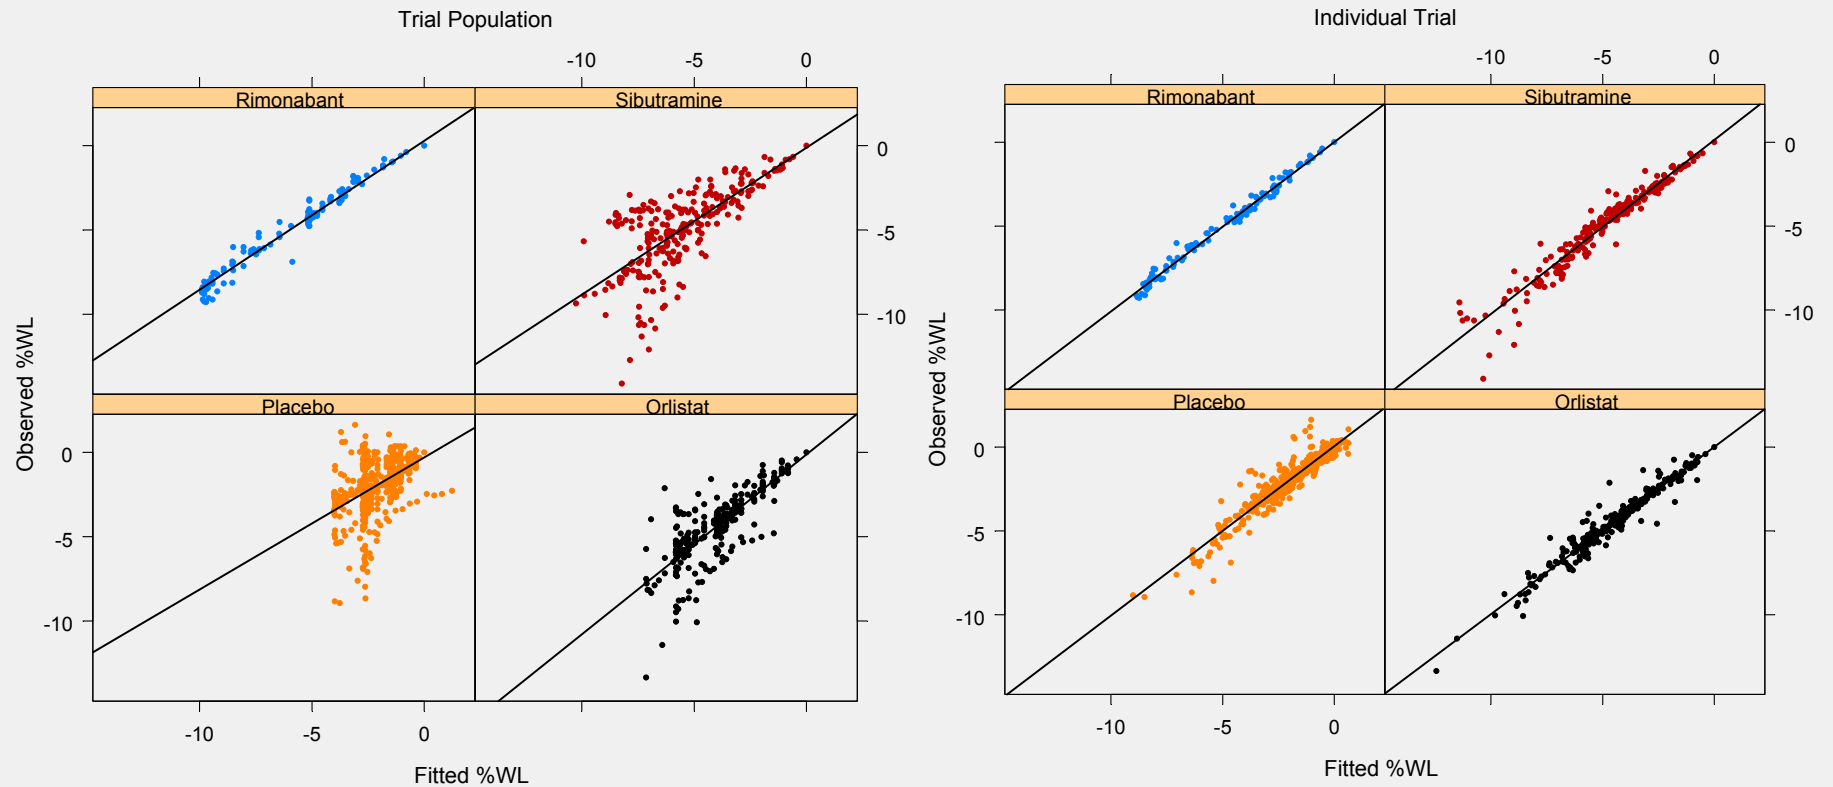 Trial Population
-10 -5 0
Rimonabant Sibutramine
0
-5
-10
Observed %WL
Placebo Orlistat
0
-5
-10
-10 -5 0
Fitted %WL
Individual Trial
-10 -5 0
Rimonabant Sibutramine
0
-5
-10
Observed %WL
Placebo Orlistat
0
-5
-10
-10 -5 0
Fitted %WL